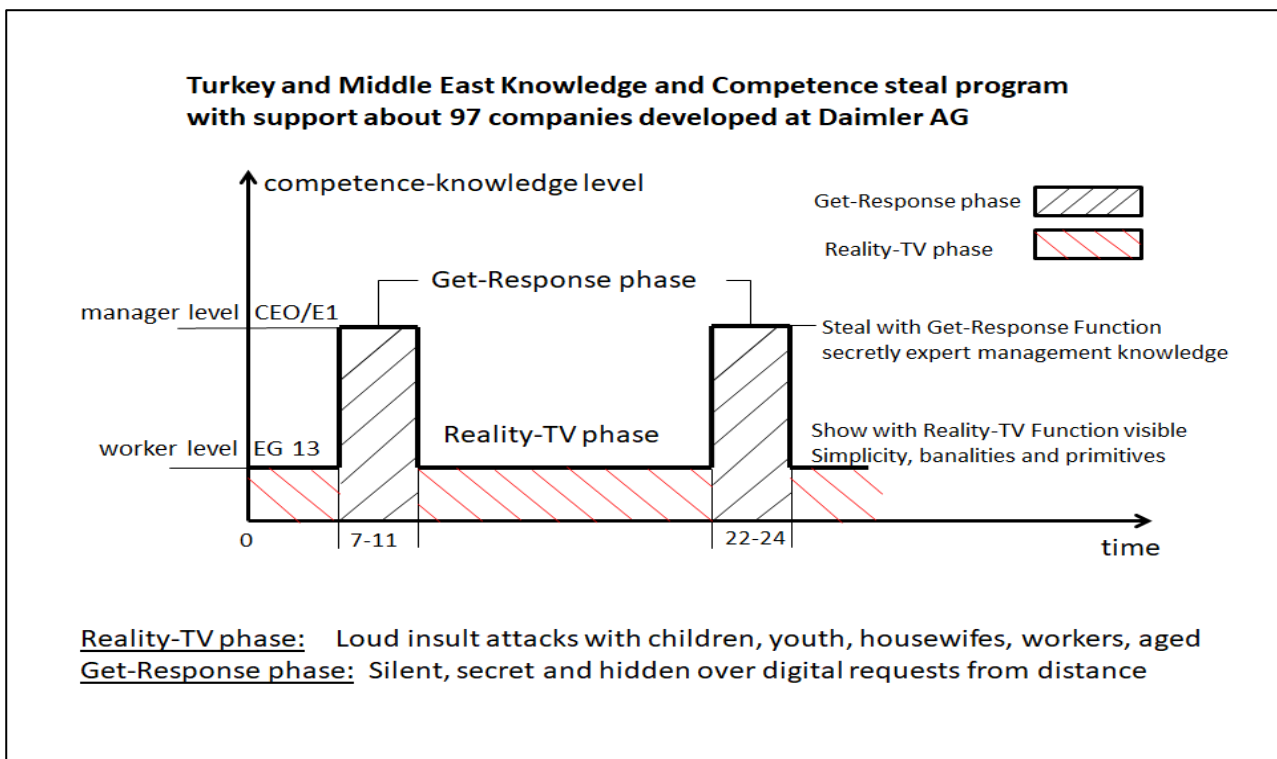 Turkey and Middle East Knowledge and Competence steal program
with support about 97 companies developed at Daimler AG
competence-knowledge level
Get-Response phase
Reality-TV phase
Get-Response phase
manager level CEO/E1
Steal with Get-Response Function
secretly expert management knowledge
Reality-TV phase
worker level EG 13
Show with Reality-TV Function visible
Simplicity, banalities and primitives
0
7-11
22-24
time
Reality-TV phase: Loud insult attacks with children, youth, housewifes, workers, aged
Get-Response phase: Silent, secret and hidden over digital requests from distance